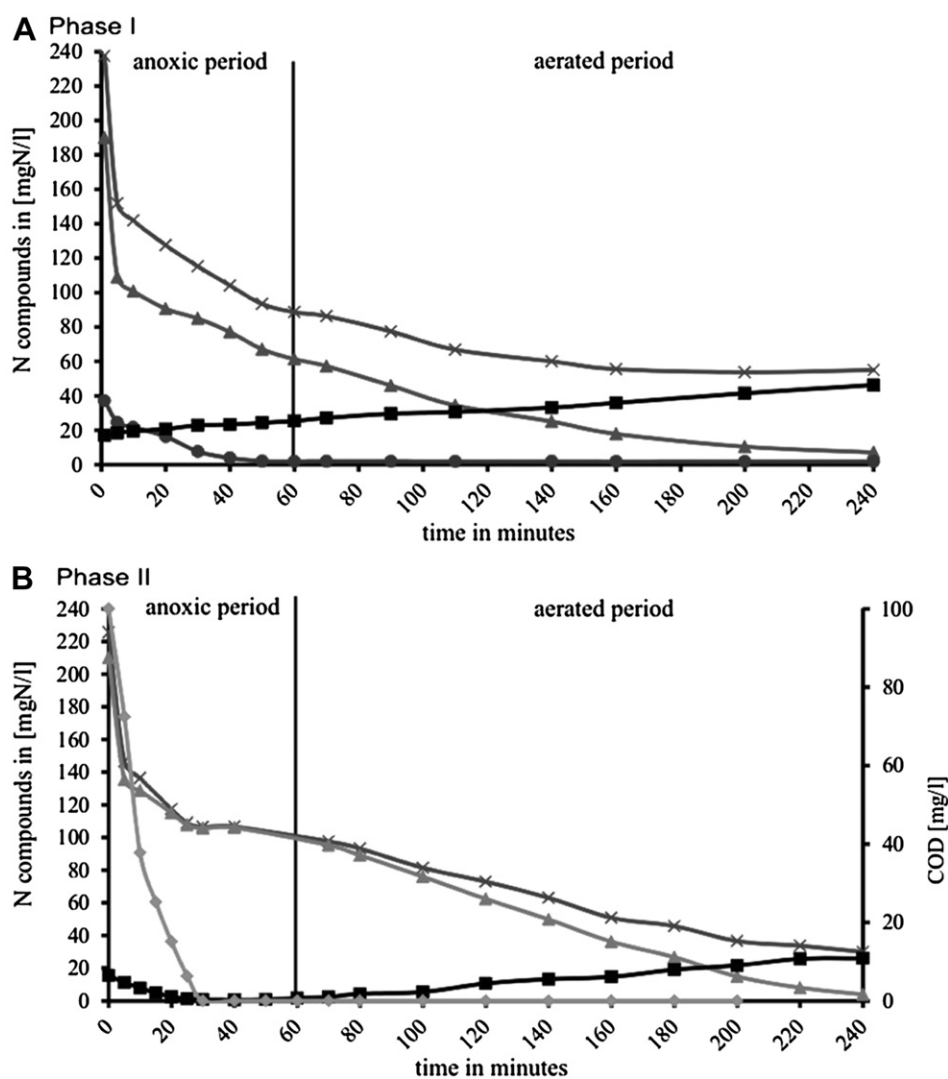 A Phase I
anoxic period
aerated period
N compounds in [mgN/l]
240
220
200
180
160
140
120
100
80
60
40
20
0
0 20 40 60 80 100 120 140 160 180 200 220 240
time in minutes
B Phase II
anoxic period
aerated period
N compounds in [mgN/l]
240
220
200
180
160
140
120
100
80
60
40
20
0
100
80
60
40
20
0
COD [mg/l]
0 20 40 60 80 100 120 140 160 180 200 220 240
time in minutes